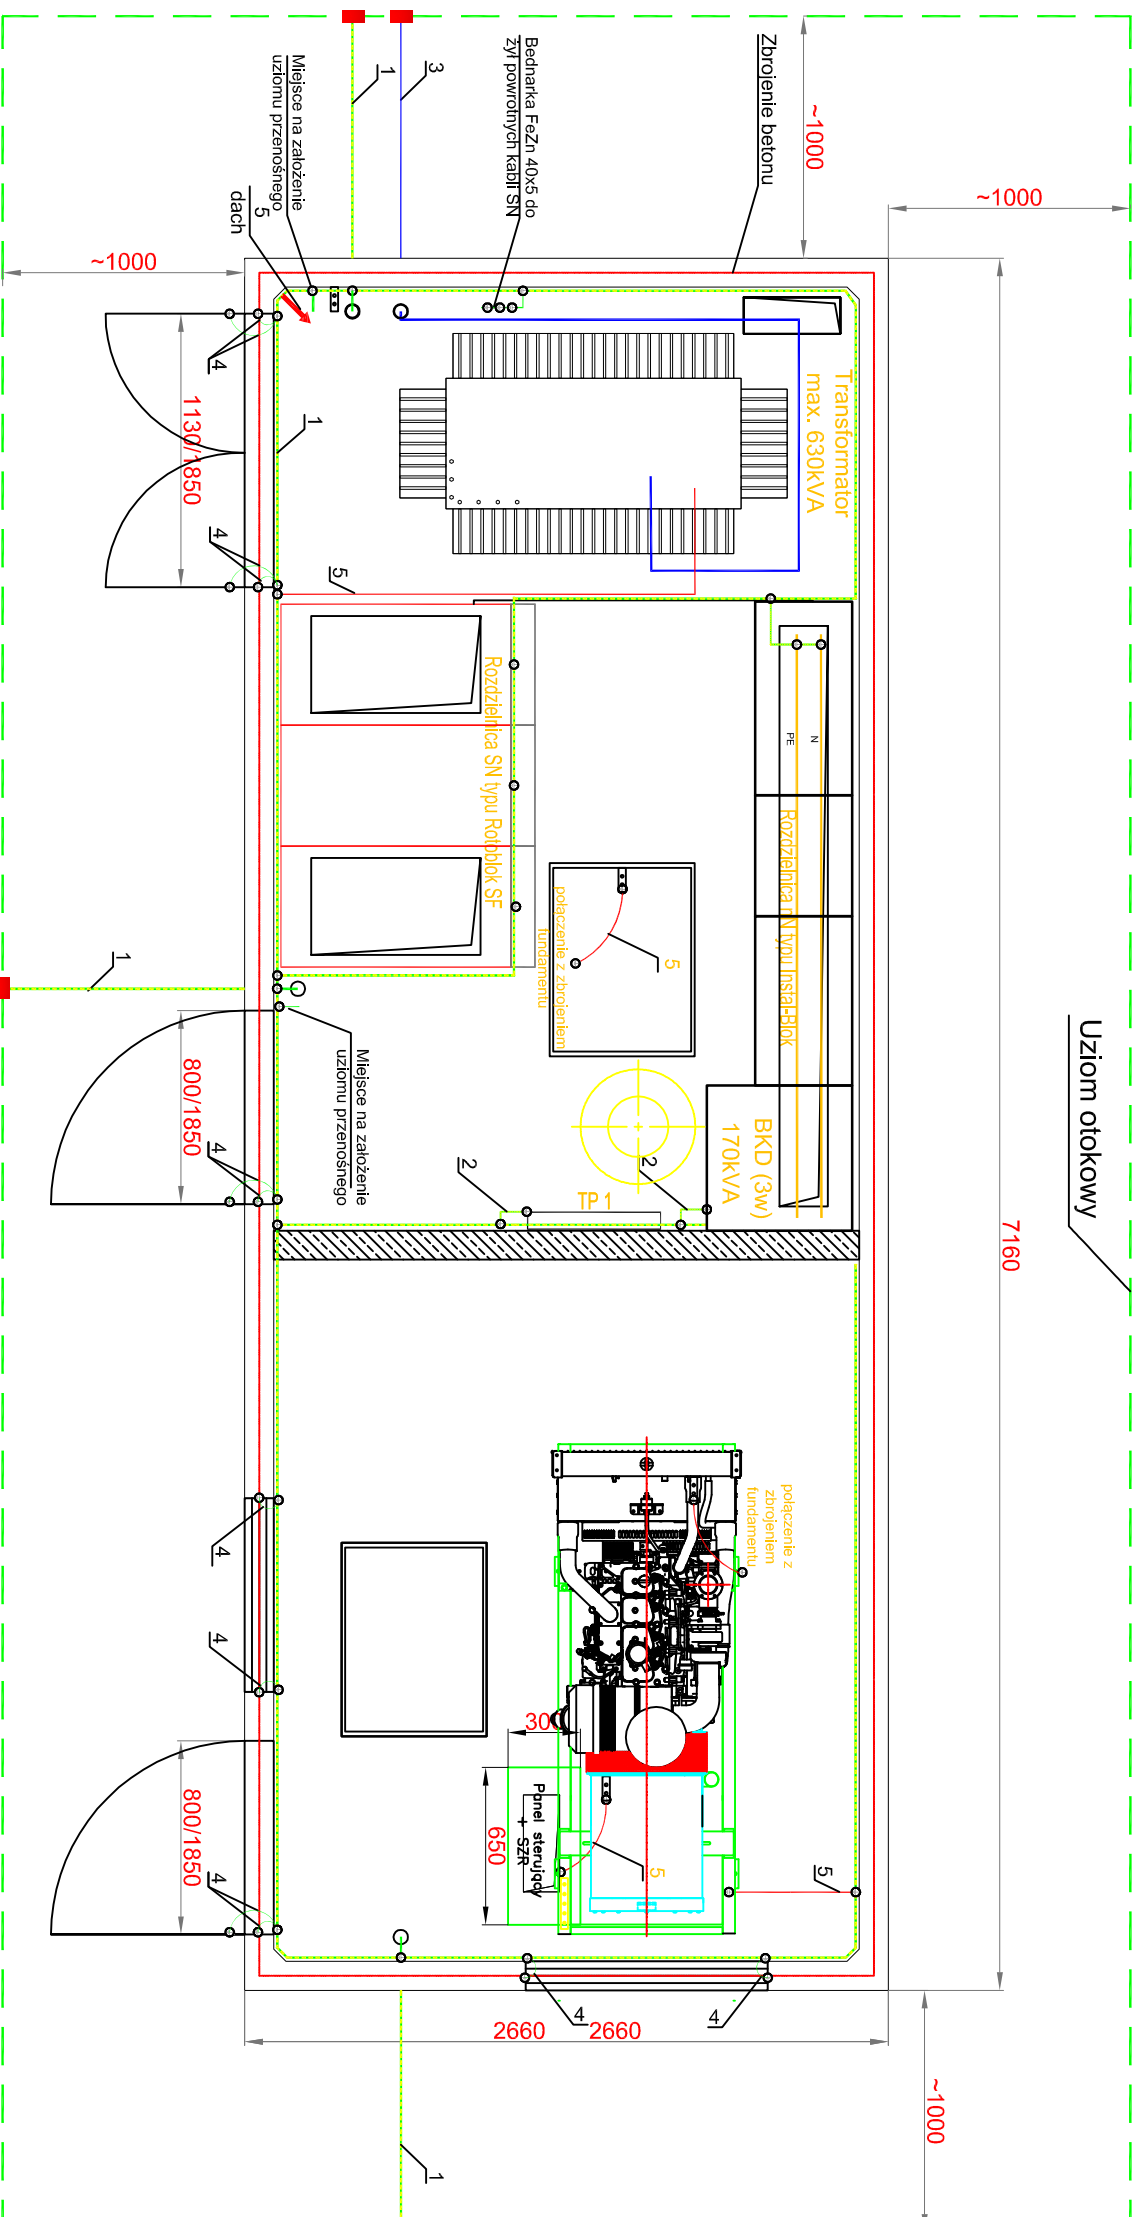 Zbrojenie betonu
~1000
~1000
Bednarka FeZn 40x5 do
żył powrotnych kabli SN
3
1
Miejsce na założenie
uziomu przenośnego
5
dach
~1000
4
1130/1850
1
4
5
Transformator
max. 630kVA
Rozdzielnica SN typu Rotoblok SF
N
PE
Rozdzielnica nN typu Instal-Blok
5
połączenie z zbrojeniem
fundamentu
1
Miejsce na założenie
uziomu przenośnego
800/1850
4
2
2
TP1
BKD (3w)
170kVA
Uziom otokowy
7160
połączenie z
zbrojeniem
fundamentu
4
4
300
650
Panel sterujący
+ SZR
5
5
800/1850
4
4
4
2660
2660
~1000
1